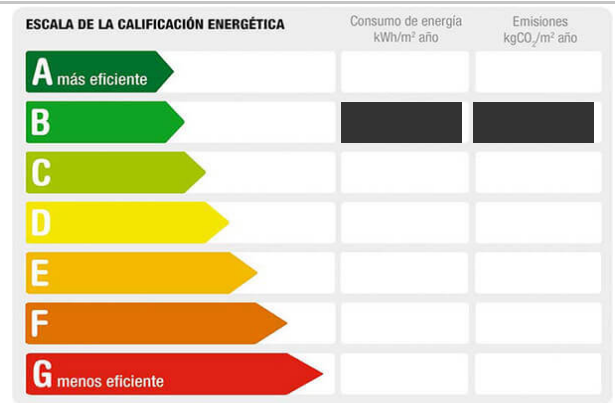 ESCALA DE LA CALIFICACIÓN ENERGÉTICA
Consumo de energía
kWh/m² año
Emisiones
kgCO₂/m² año
A más eficiente
B
C
D
E
F
G menos eficiente